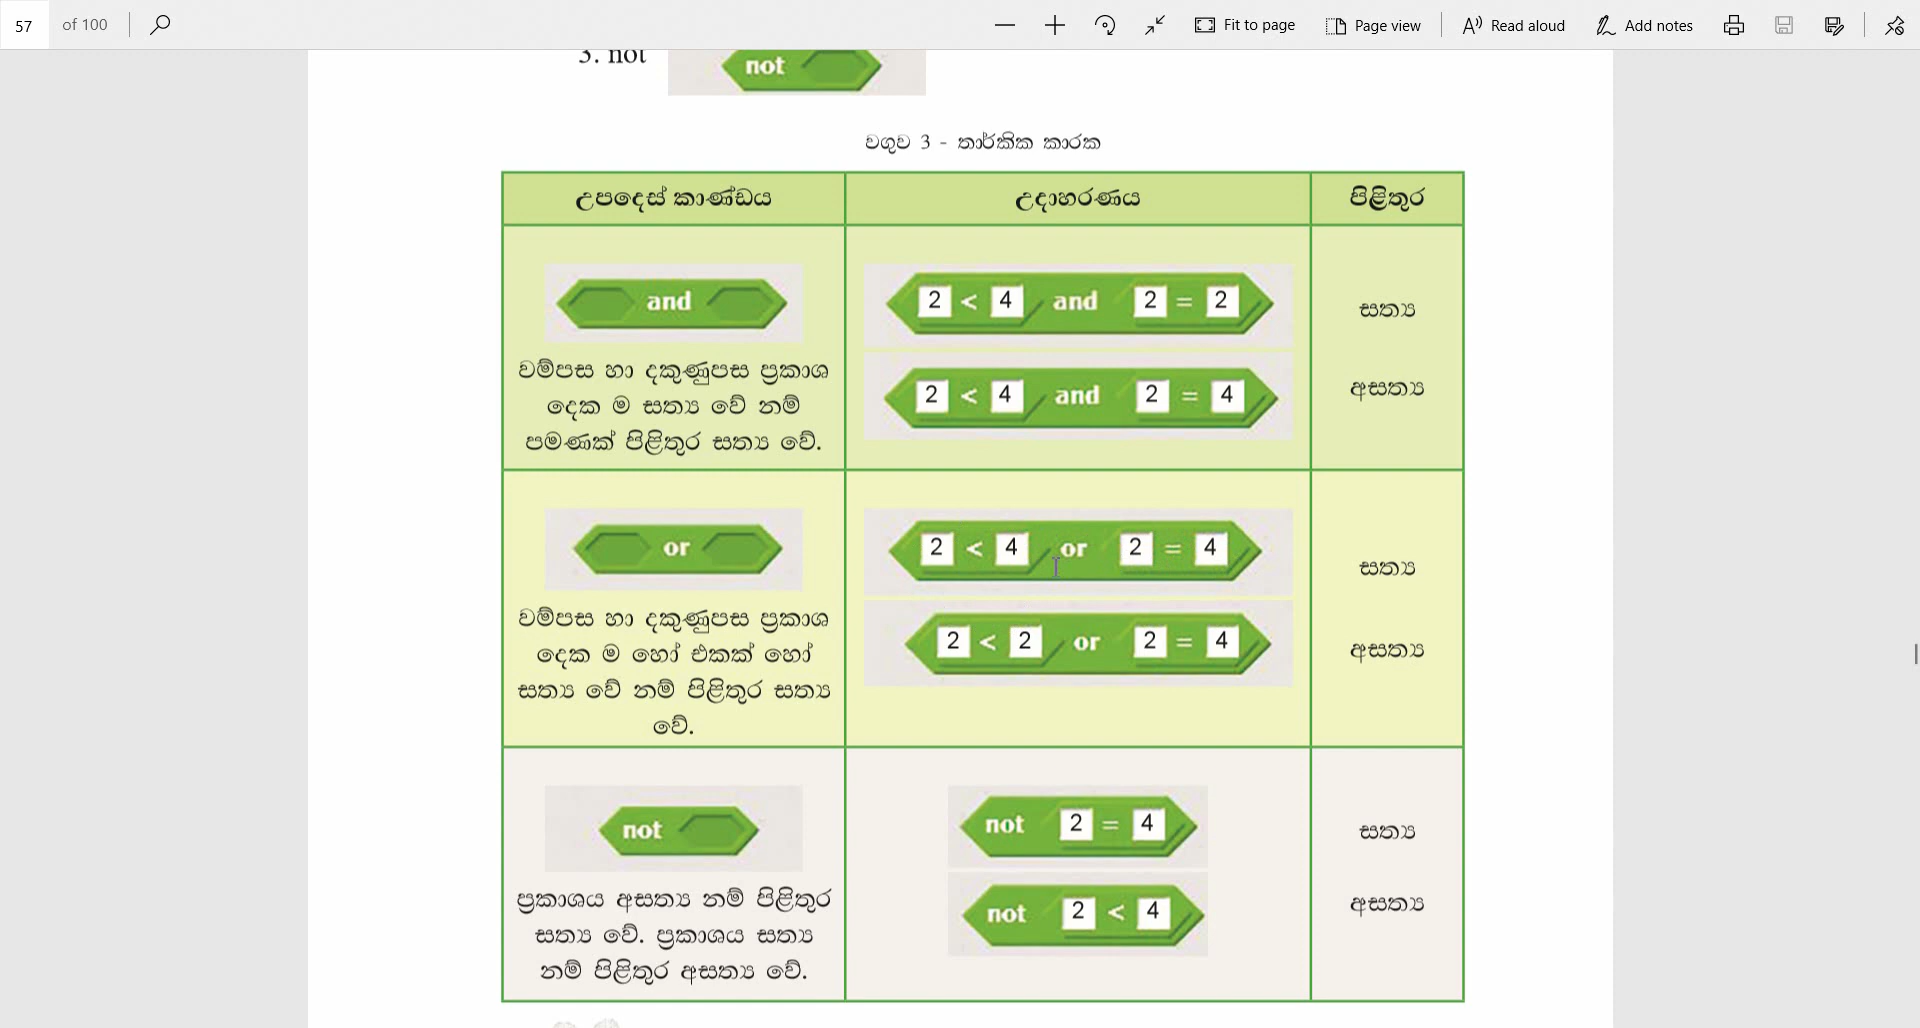 57 of 100 Fit to page Page view Read aloud Add notes
3. not not
වගුව 3 - තාර්කික කාරක
උපදෙස් කාණ්ඩය උදාහරණය පිළිතුර
and
වම්පස හා දකුණුපස ප්‍රකාශ
දෙක ම සත්‍ය වේ නම්
පමණක් පිළිතුර සත්‍ය වේ.
2 < 4 and 2 = 2 සත්‍ය
2 < 4 and 2 = 4 අසත්‍ය
or
වම්පස හා දකුණුපස ප්‍රකාශ
දෙක ම හෝ එකක් හෝ
සත්‍ය වේ නම් පිළිතුර සත්‍ය
වේ.
2 < 4 or 2 = 4 සත්‍ය
2 < 2 or 2 = 4 අසත්‍ය
not
ප්‍රකාශය අසත්‍ය නම් පිළිතුර
සත්‍ය වේ. ප්‍රකාශය සත්‍ය
නම් පිළිතුර අසත්‍ය වේ.
not 2 = 4 සත්‍ය
not 2 < 4 අසත්‍ය